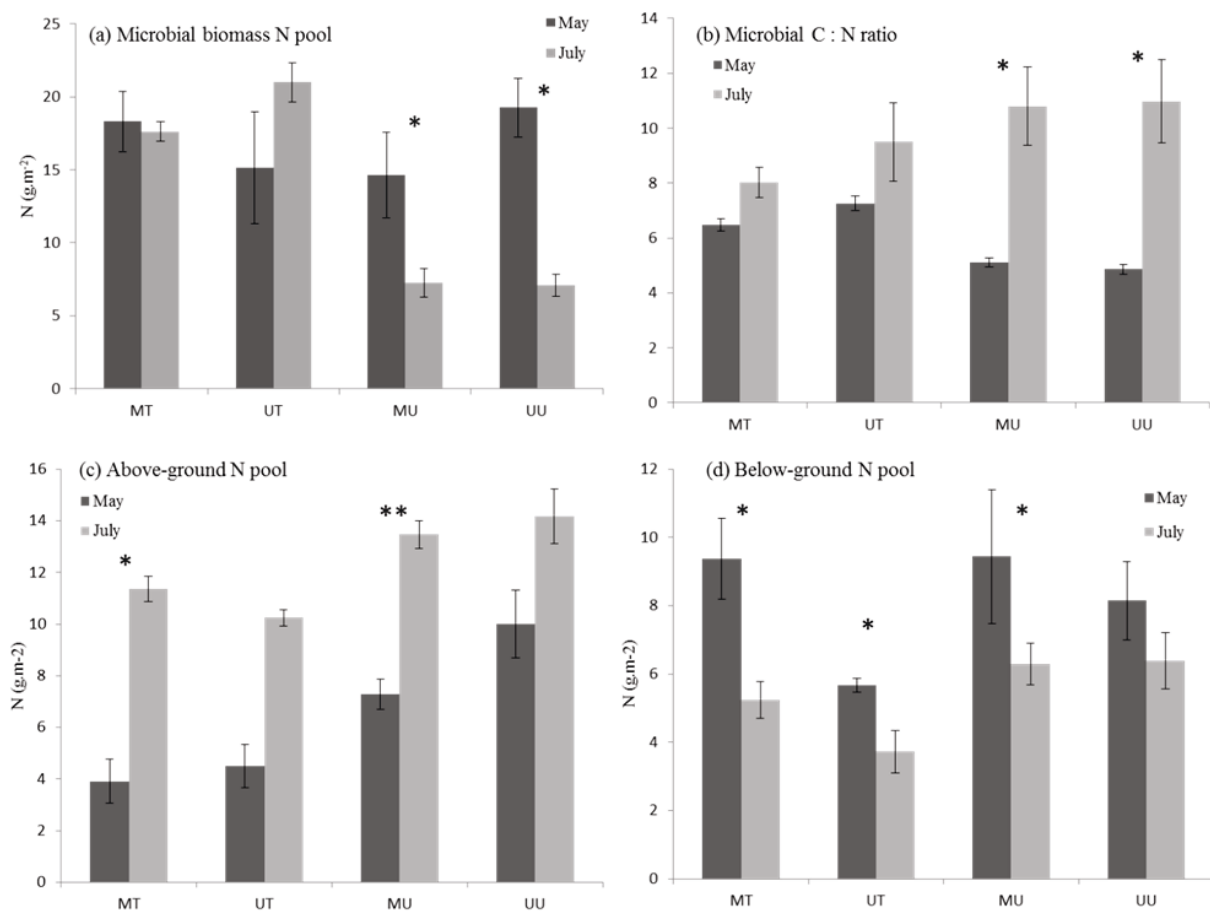 (a) Microbial biomass N pool
May
July
N (g.m⁻²)
25
20
15
10
5
0
* *
MT UT MU UU
(b) Microbial C : N ratio
May
July
14
12
10
8
6
4
2
0
* *
MT UT MU UU
(c) Above-ground N pool
May
July
N (g.m-2)
16
14
12
10
8
6
4
2
0
* **
MT UT MU UU
(d) Below-ground N pool
May
July
N (g.m-2)
12
10
8
6
4
2
0
* * *
MT UT MU UU